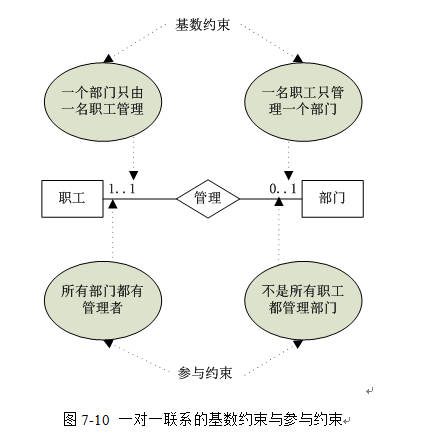 基数约束
一个部门只由
一名职工管理
一名职工只管
理一个部门
1..1
0..1
职工
管理
部门
所有部门都有
管理者
不是所有职工
都管理部门
参与约束
图 7-10 一对一联系的基数约束与参与约束